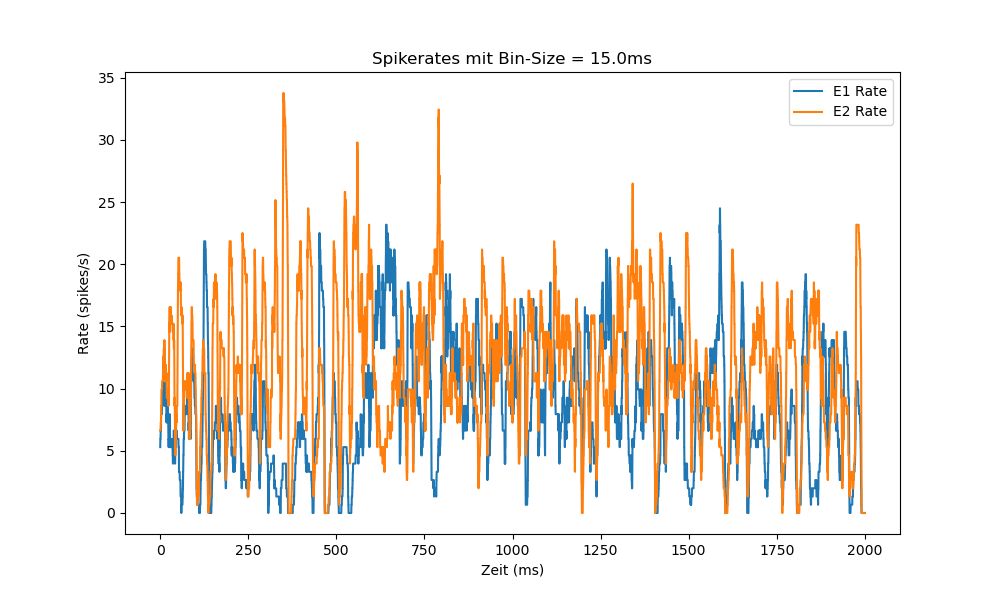 Spikerates mit Bin-Size = 15.0ms
E1 Rate
E2 Rate
35
30
25
20
15
10
5
0
Rate (spikes/s)
0 250 500 750 1000 1250 1500 1750 2000
Zeit (ms)